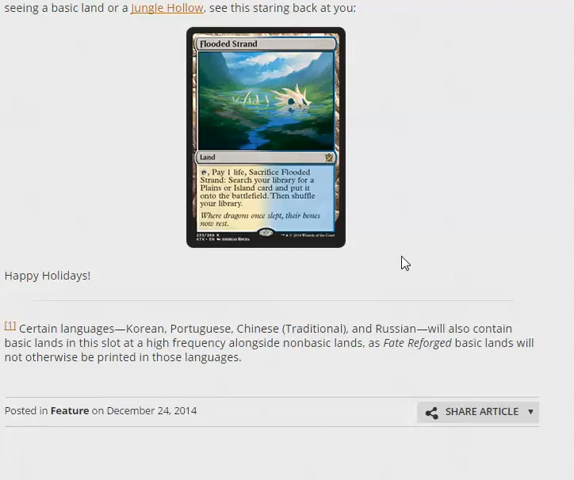 seeing a basic land or a Jungle Hollow, see this staring back at you:
Flooded Strand
Land
, Pay 1 life, Sacrifice Flooded
Strand: Search your library for a
Plains or Island card and put it
onto the battlefield. Then shuffle
your library.
Where dragons once slept, their bones
now rest.
Happy Holidays!
[1] Certain languages—Korean, Portuguese, Chinese (Traditional), and Russian—will also contain
basic lands in this slot at a high frequency alongside nonbasic lands, as Fate Reforged basic lands will
not otherwise be printed in those languages.
Posted in Feature on December 24, 2014
SHARE ARTICLE